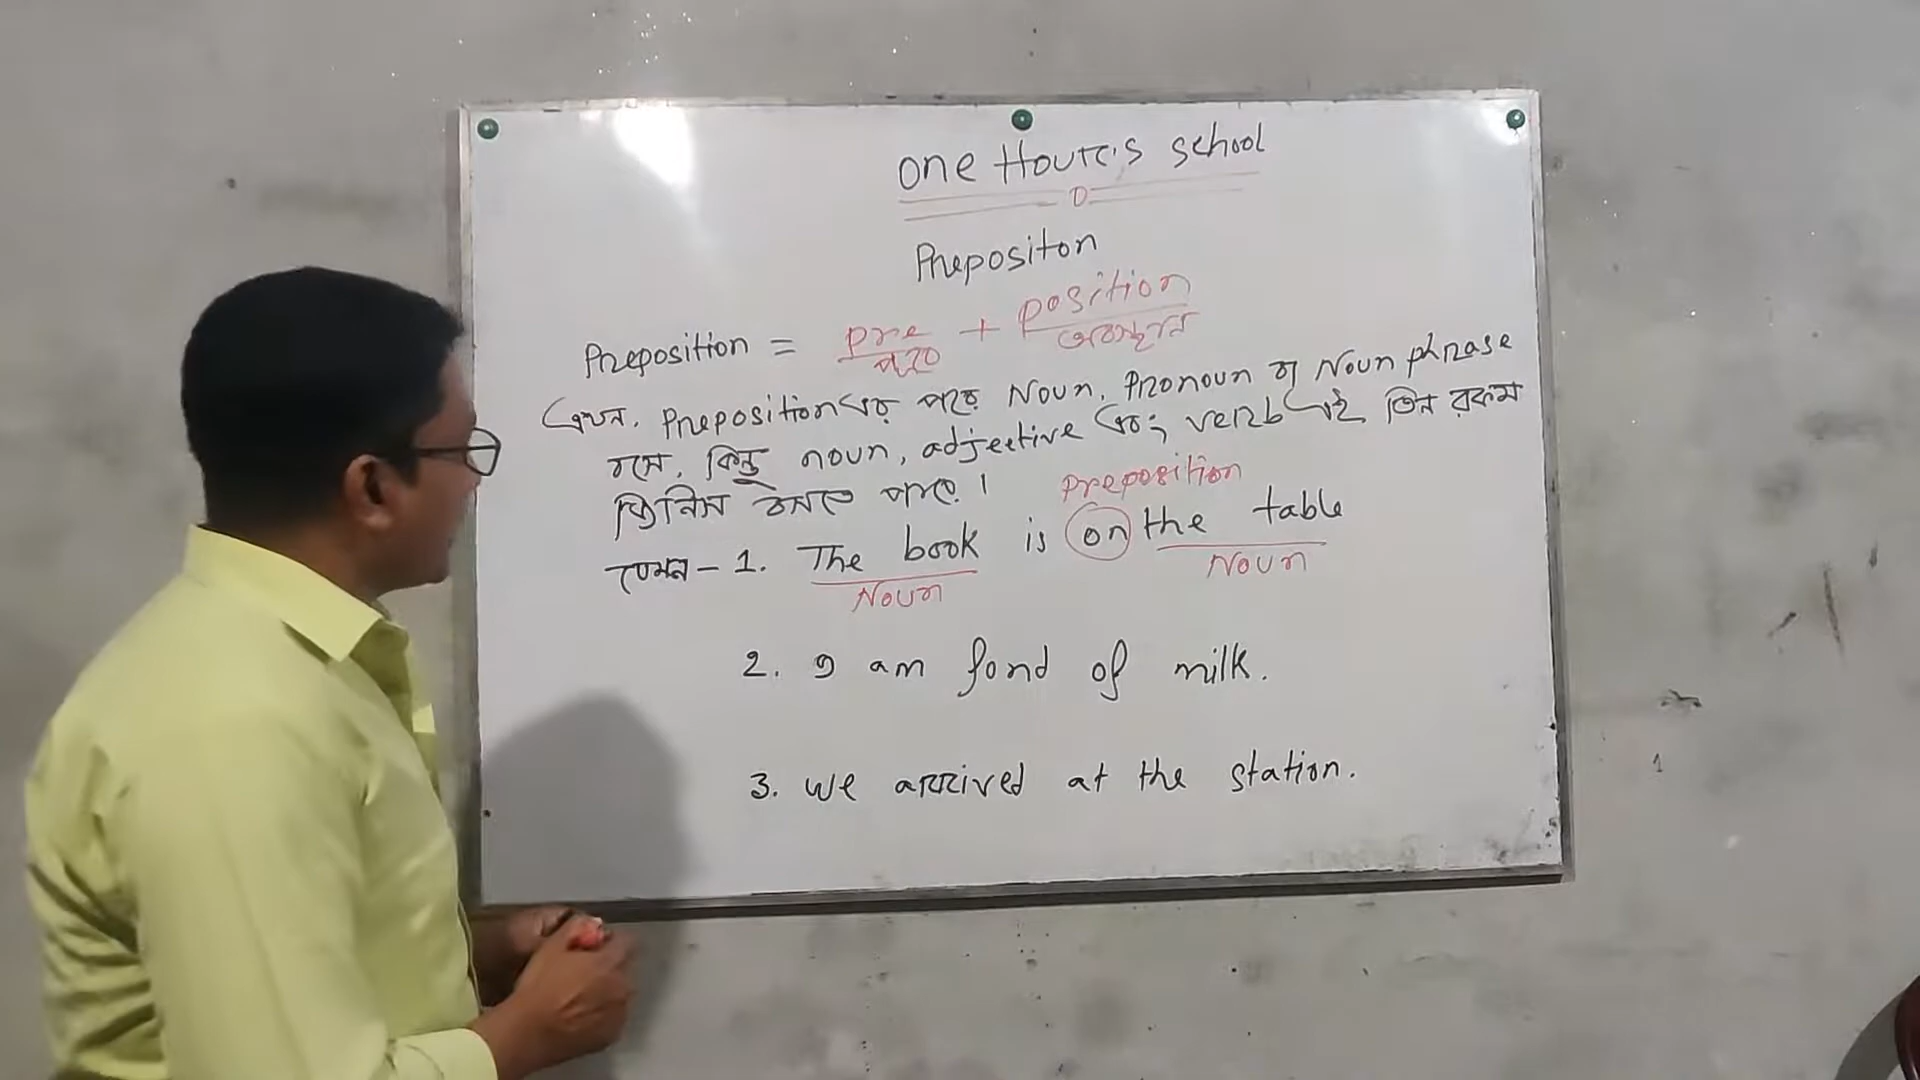 One Hour's School
Prepositon
Preposition = pre + position
পূর্বে অবস্থান
এখন, Preposition এর পরে Noun, Pronoun বা Noun phrase
বসে, কিন্তু noun, adjective এবং verb এই তিন রকম
জিনিস বসতে পারে।
preposition
যেমন - 1. The book is on the table
Noun Noun
2. I am fond of milk.
3. we arrived at the station.